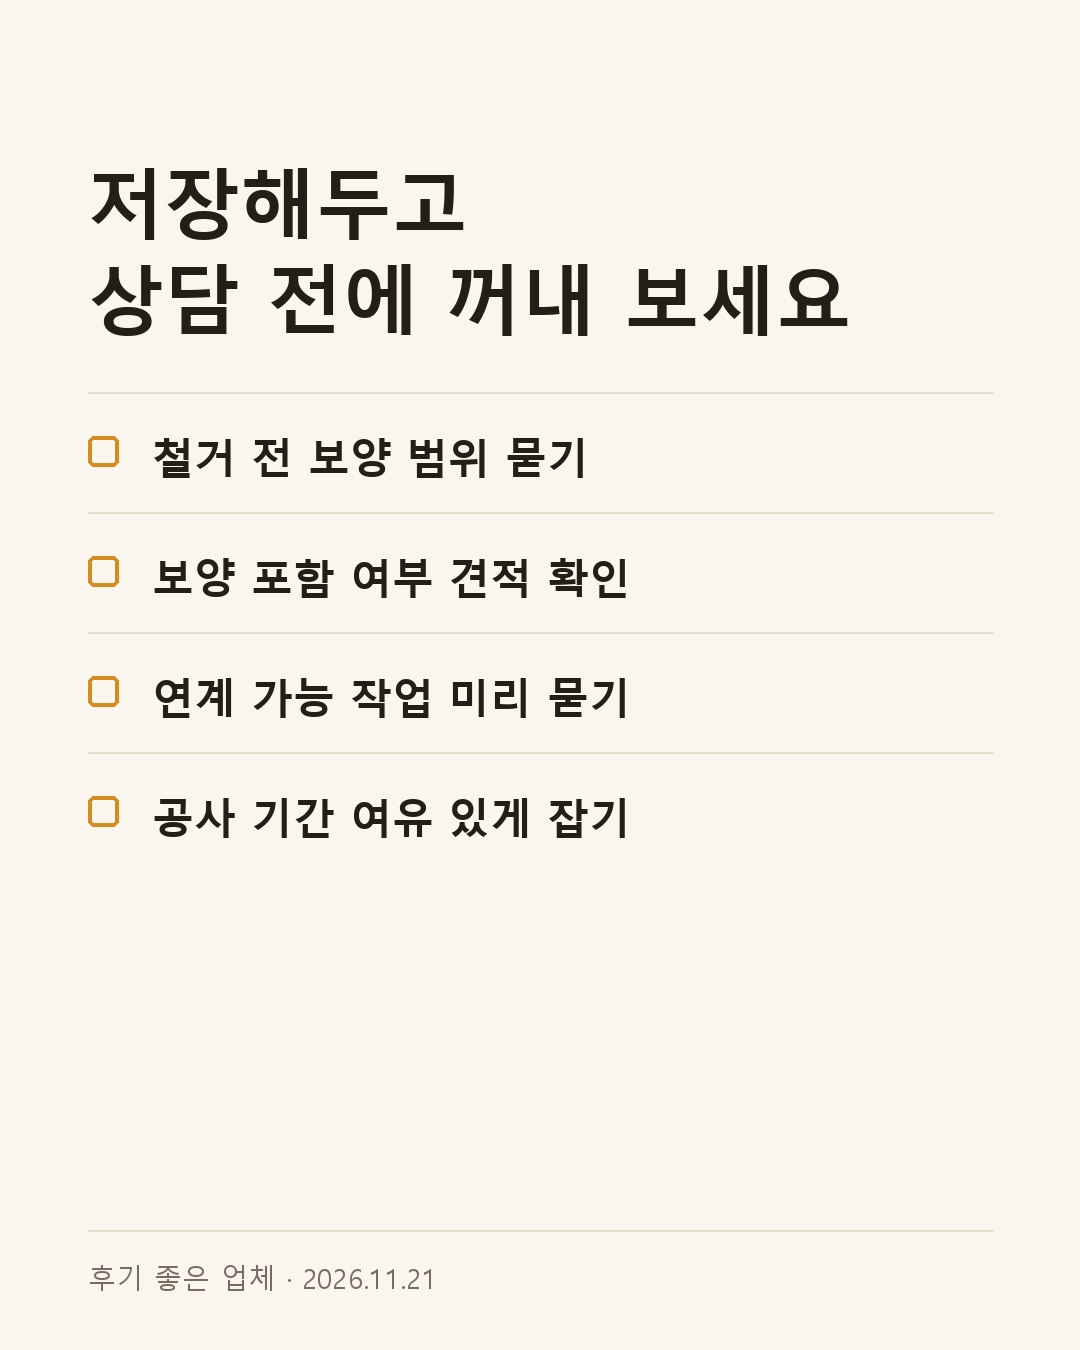 저장해두고
상담 전에 꺼내 보세요
철거 전 보양 범위 묻기
보양 포함 여부 견적 확인
연계 가능 작업 미리 묻기
공사 기간 여유 있게 잡기
후기 좋은 업체 · 2026.11.21